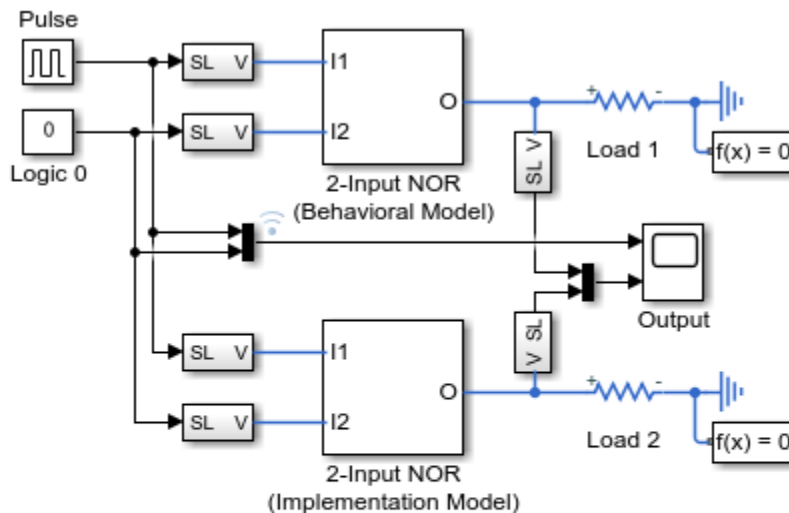 Pulse
SL V
I1
O
0
SL V
I2
Logic 0
+ -
Load 1
f(x) = 0
SL V
2-Input NOR
(Behavioral Model)
Output
SL V
I1
V SL
O
SL V
I2
+ -
Load 2
f(x) = 0
2-Input NOR
(Implementation Model)